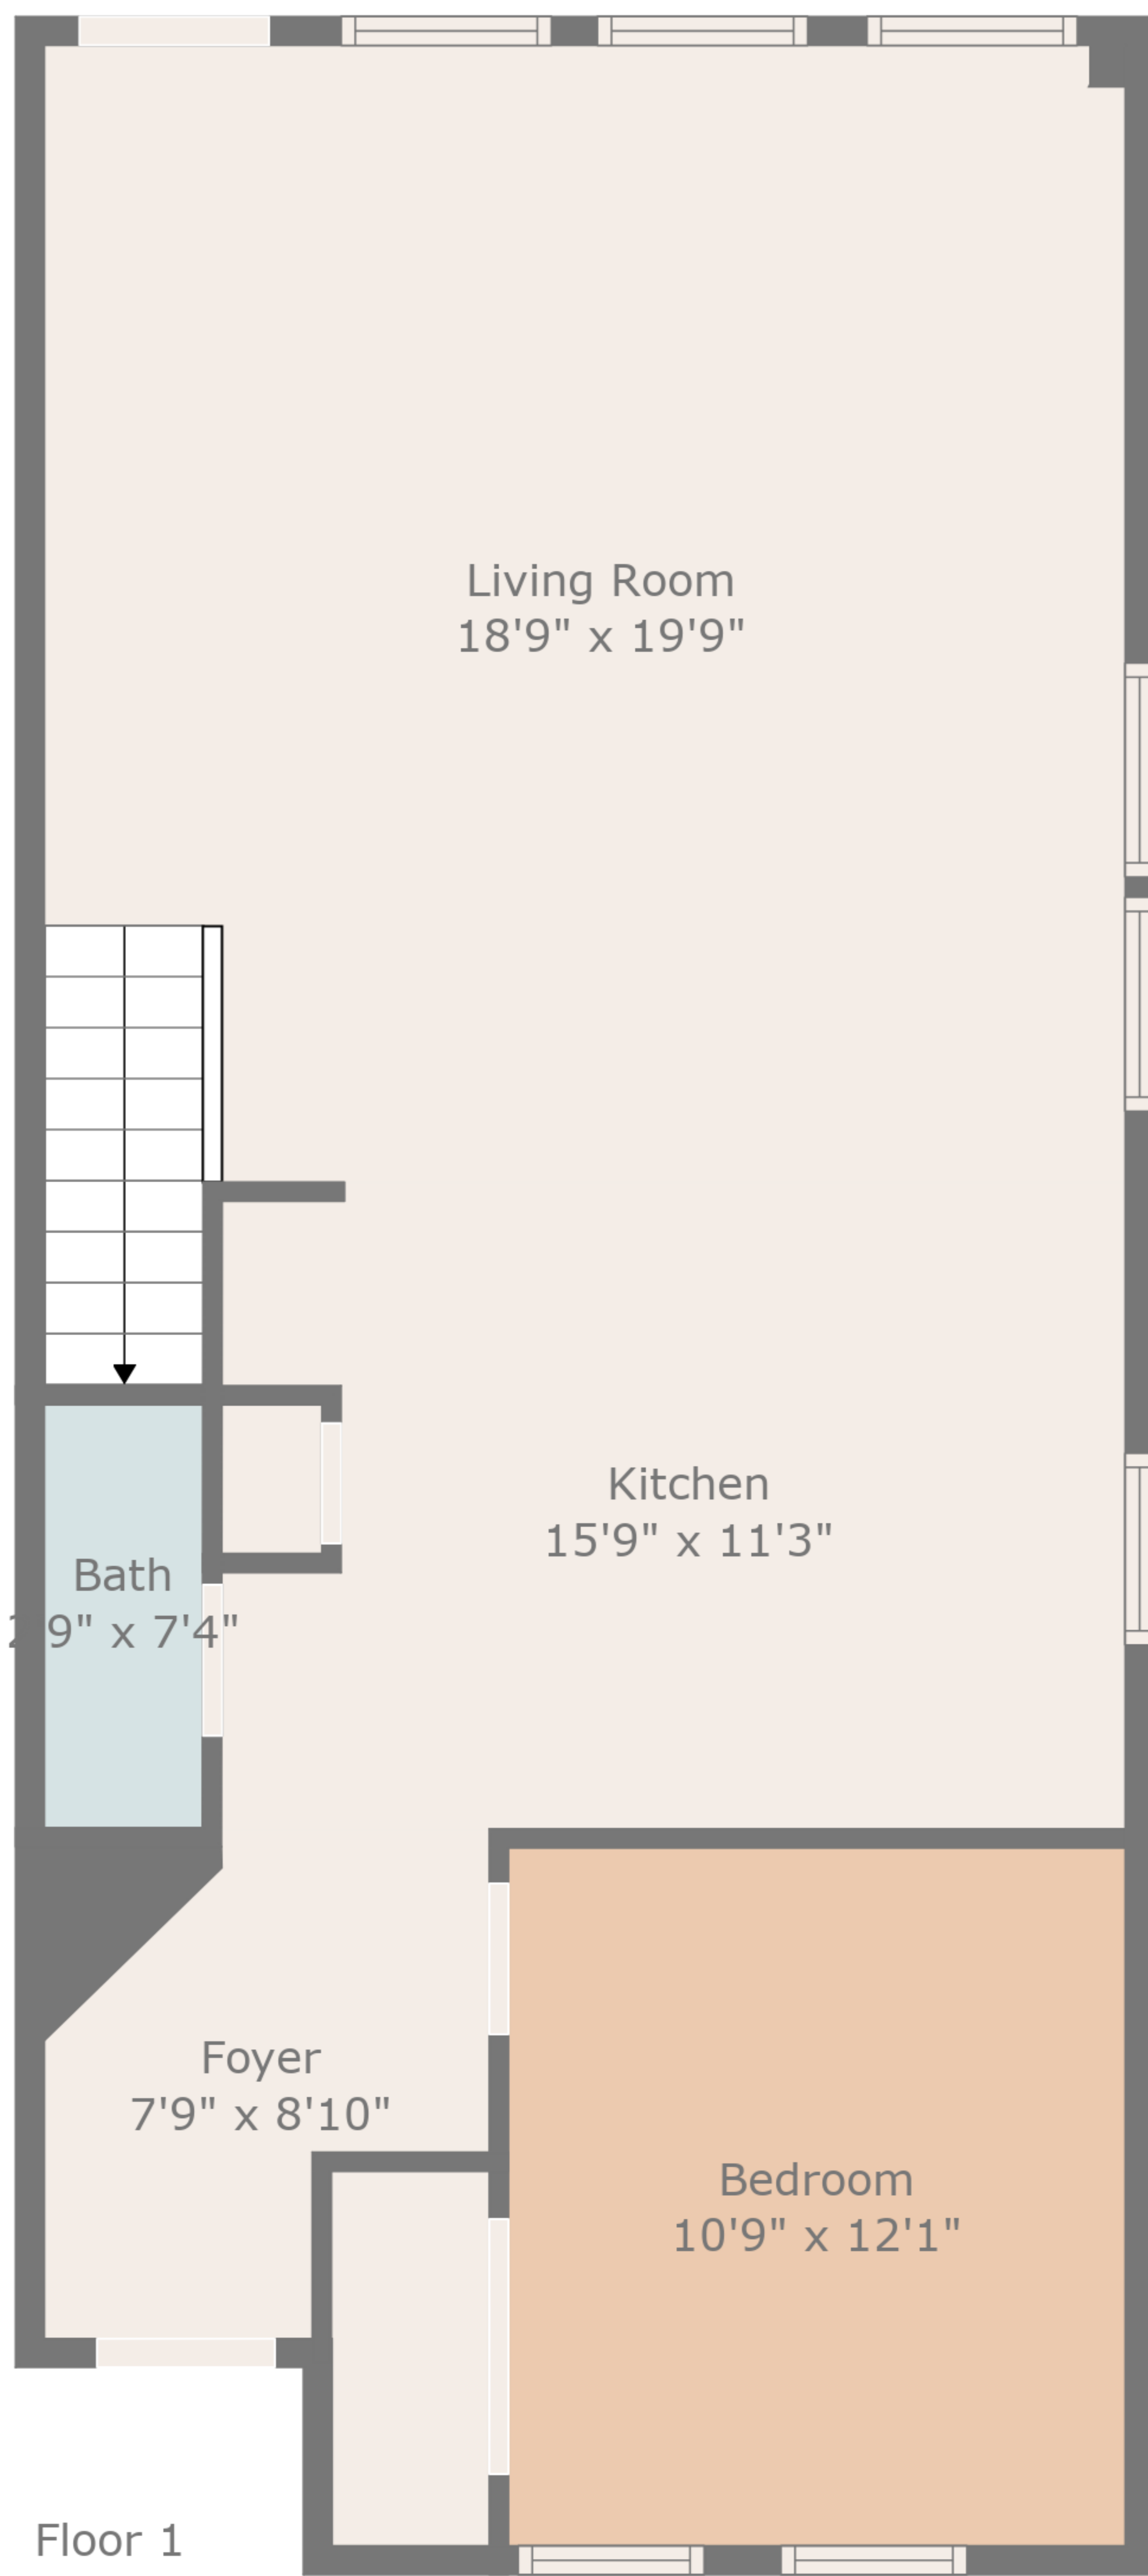 Living Room
18'9" x 19'9"
Kitchen
15'9" x 11'3"
Bath
9" x 7'4"
Foyer
7'9" x 8'10"
Bedroom
10'9" x 12'1"
Floor 1